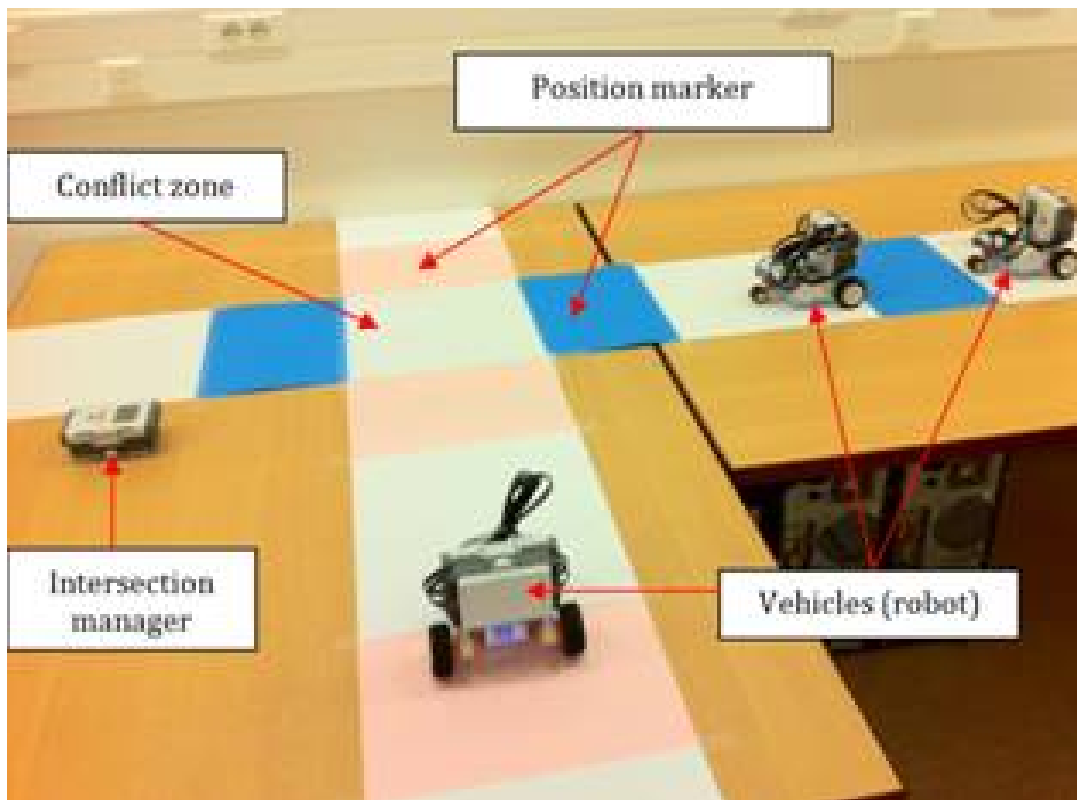 Position marker
Conflict zone
Intersection
manager
Vehicles (robot)